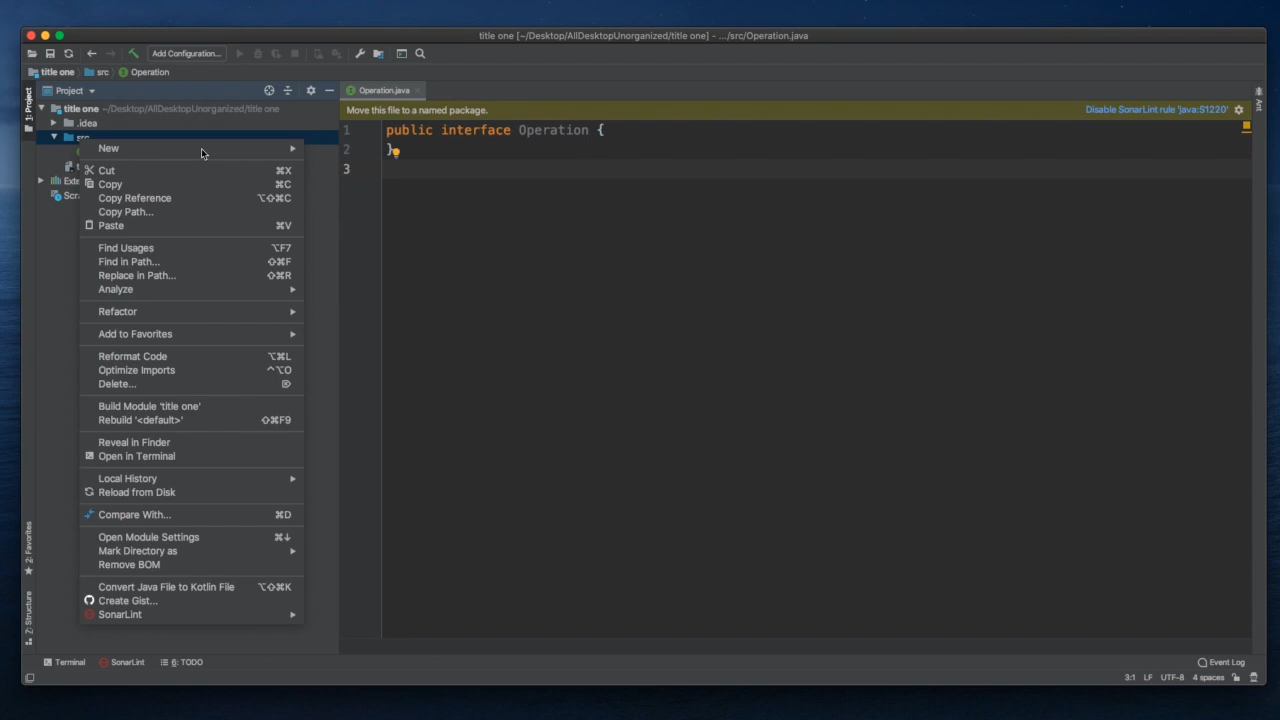 title one [~/Desktop/AllDesktopUnorganized/title one] - .../src/Operation.java
Add Configuration...
title one src Operation
Project
Operation.java
1: Project
Ant
title one ~/Desktop/AllDesktopUnorganized/title one
Move this file to a named package.
Disable SonarLint rule 'java:S1220'
.idea
src
1 public interface Operation {
2 }
3
New
Cut ⌘X
Copy ⌘C
Copy Reference ⌥⇧⌘C
Copy Path...
Paste ⌘V
Find Usages ⌥F7
Find in Path... ⇧⌘F
Replace in Path... ⇧⌘R
Analyze
Refactor
Add to Favorites
Reformat Code ⌥⌘L
Optimize Imports ^⌥O
Delete... ⌦
Build Module 'title one'
Rebuild '<default>' ⇧⌘F9
Reveal in Finder
Open in Terminal
Local History
Reload from Disk
Compare With... ⌘D
Open Module Settings ⌘↓
Mark Directory as
Remove BOM
Convert Java File to Kotlin File ⌥⇧⌘K
Create Gist...
SonarLint
2: Favorites
7: Structure
Terminal SonarLint 6: TODO
Event Log
3:1 LF UTF-8 4 spaces